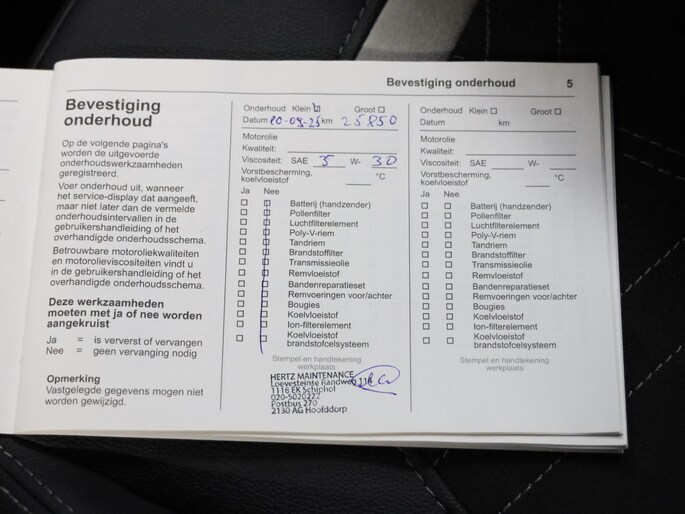 Bevestiging onderhoud 5
Bevestiging
onderhoud
Op de volgende pagina's
worden de uitgevoerde
onderhoudswerkzaamheden
geregistreerd.
Voer onderhoud uit, wanneer
het service-display dat aangeeft,
maar niet later dan de vermelde
onderhoudsintervallen in de
gebruikershandleiding of het
overhandigde onderhoudsschema.
Betrouwbare motoroliekwaliteiten
en motorolieviscositeiten vindt u
in de gebruikershandleiding of het
overhandigde onderhoudsschema.
Deze werkzaamheden
moeten met ja of nee worden
aangekruist
Ja = is ververst of vervangen
Nee = geen vervanging nodig
Opmerking
Vastgelegde gegevens mogen niet
worden gewijzigd.
Onderhoud Klein Groot
Datum 10-09-25 km 25850
Motorolie
Kwaliteit:
Viscositeit: SAE 5 W- 30
Vorstbescherming,
koelvloeistof °C
Ja Nee
Batterij (handzender)
Pollenfilter
Luchtfilterelement
Poly-V-riem
Tandriem
Brandstoffilter
Transmissieolie
Remvloeistof
Bandenreparatieset
Remvoeringen voor/achter
Bougies
Koelvloeistof
Ion-filterelement
Koelvloeistof
brandstofcelsysteem
Stempel en handtekening
werkplaats
HERTZ MAINTENANCE
Loevesteinse Randweg 116
1118 EK Schiphol
020-5020222
Postbus 270
2130 AG Hoofddorp
Onderhoud Klein Groot
Datum km
Motorolie
Kwaliteit:
Viscositeit: SAE W-
Vorstbescherming,
koelvloeistof °C
Ja Nee
Batterij (handzender)
Pollenfilter
Luchtfilterelement
Poly-V-riem
Tandriem
Brandstoffilter
Transmissieolie
Remvloeistof
Bandenreparatieset
Remvoeringen voor/achter
Bougies
Koelvloeistof
Ion-filterelement
Koelvloeistof
brandstofcelsysteem
Stempel en handtekening
werkplaats